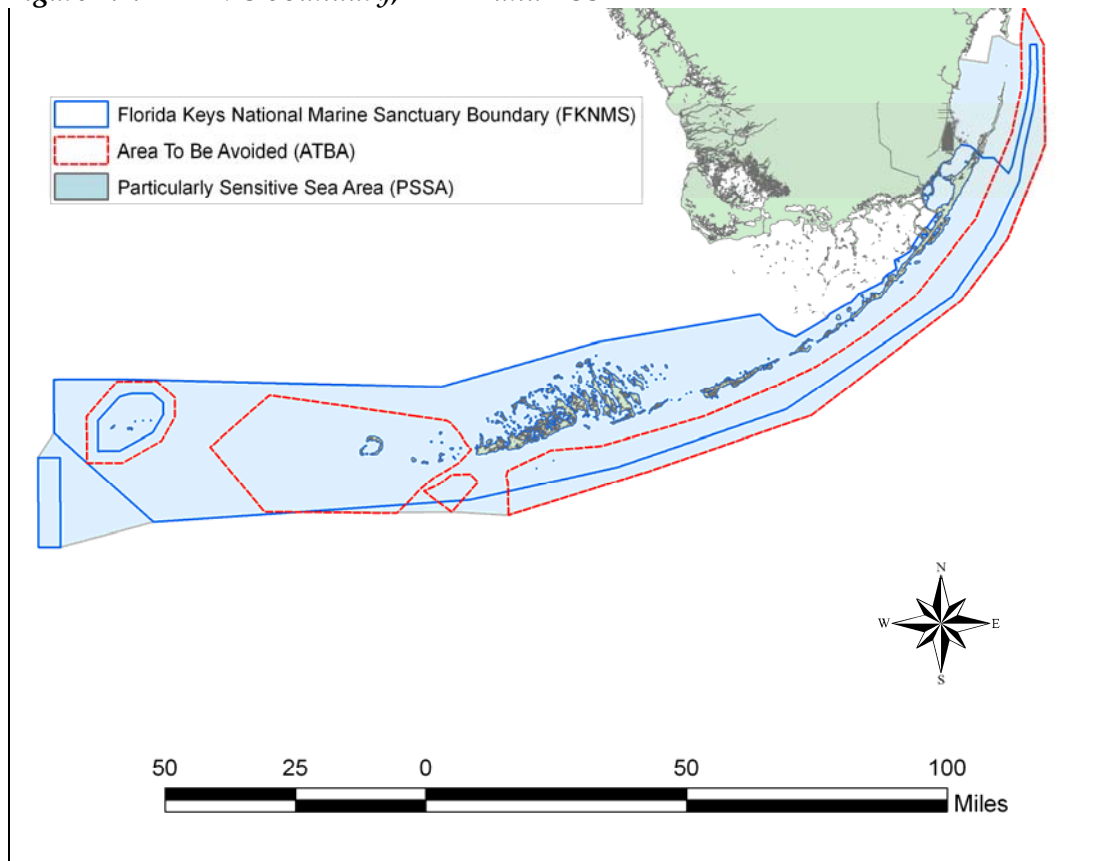 Florida Keys National Marine Sanctuary Boundary (FKNMS)
Area To Be Avoided (ATBA)
Particularly Sensitive Sea Area (PSSA)
N
W E
S
50 25 0 50 100
Miles